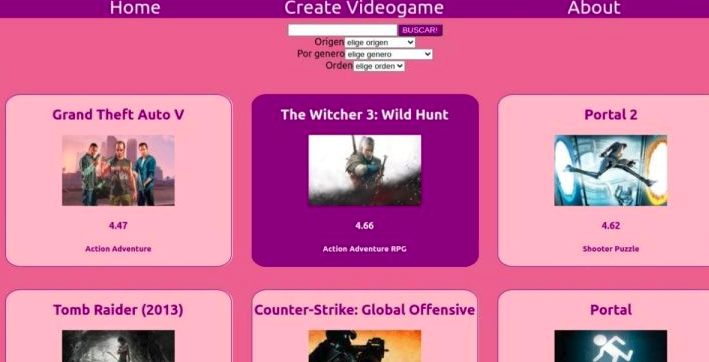 Home Create Videogame About
BUSCAR!
Origen elige origen
Por genero elige genero
Orden elige orden
Grand Theft Auto V The Witcher 3: Wild Hunt Portal 2
4.47 4.66 4.62
Action Adventure Action Adventure RPG Shooter Puzzle
Tomb Raider (2013) Counter-Strike: Global Offensive Portal